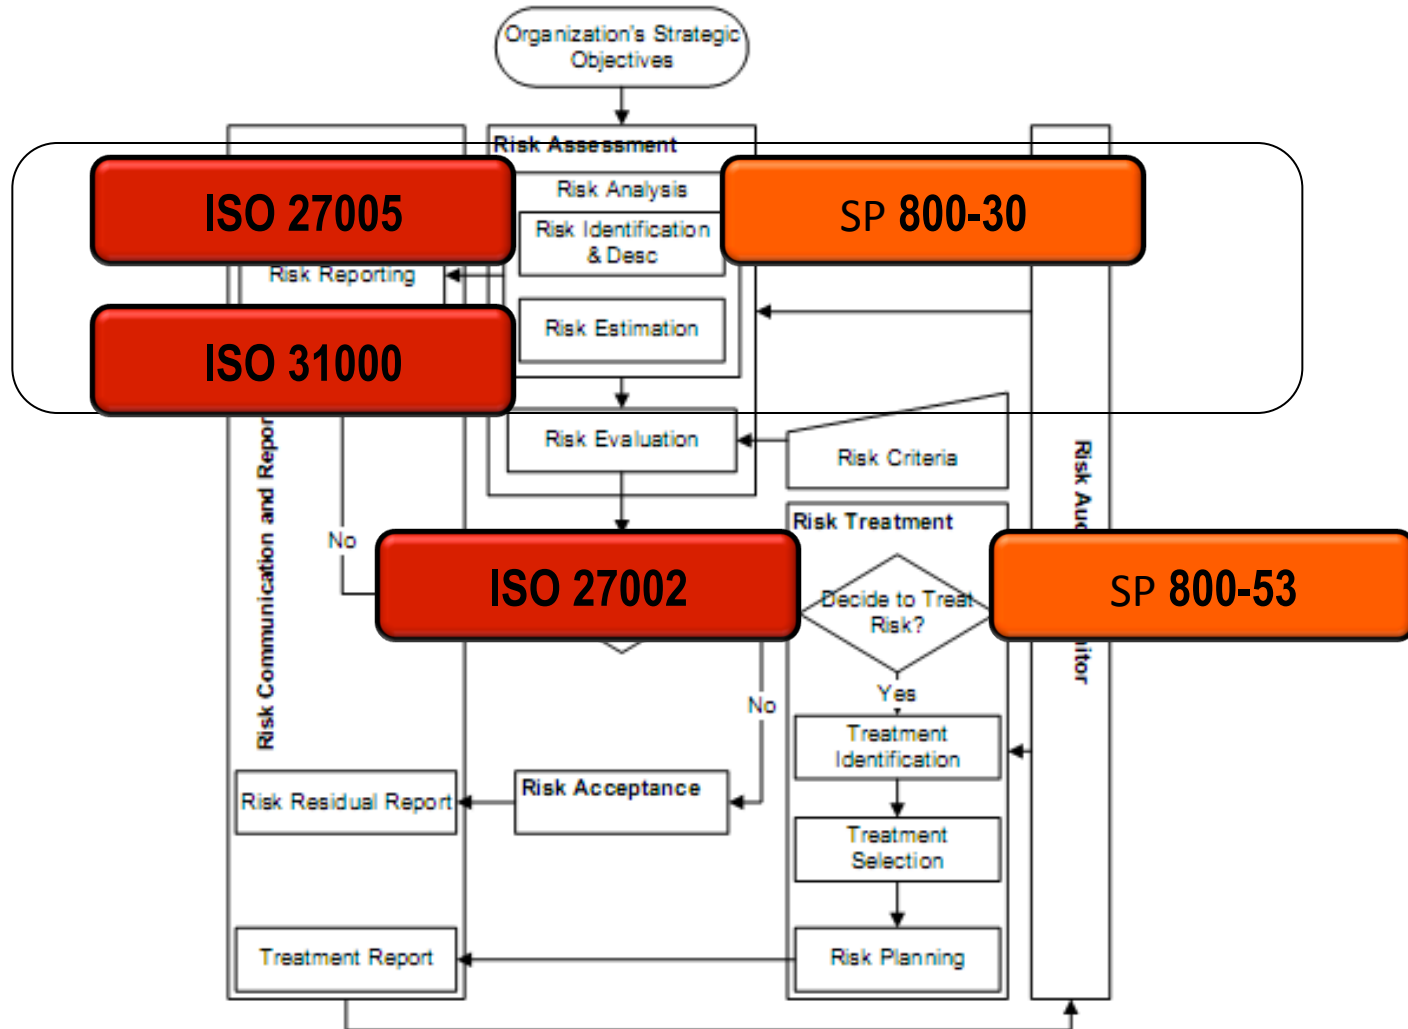 Organization's Strategic
Objectives
Risk Assessment
ISO 27005
Risk Analysis
SP 800-30
Risk Identification
& Desc
Risk Reporting
Risk Estimation
ISO 31000
Risk Evaluation
Risk Criteria
Risk Communication and Repor
No
Risk Treatment
ISO 27002
Decide to Treat
Risk?
SP 800-53
Yes
No
Treatment
Identification
Risk Residual Report
Risk Acceptance
Treatment
Selection
Treatment Report
Risk Planning
Risk